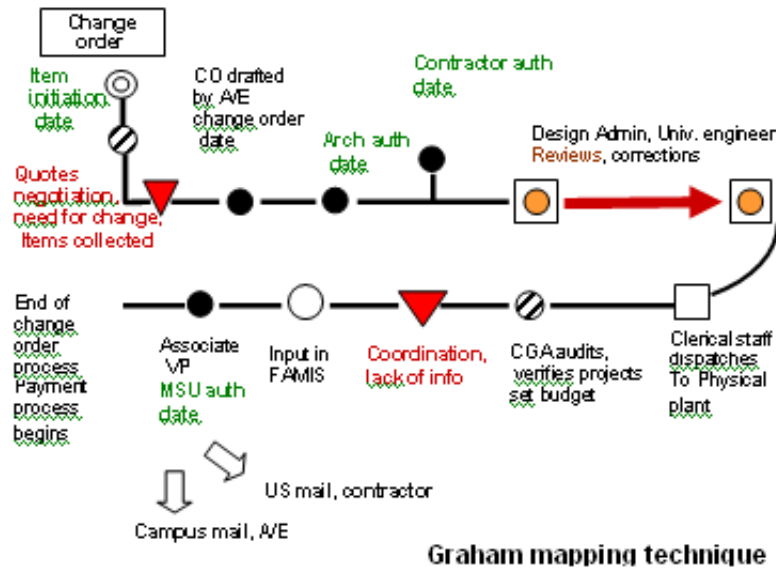 Change
order
Item
initiation
date
CO drafted
by A/E
change order
date
Contractor auth
date
Arch auth
date
Design Admin, Univ. engineer
Reviews, corrections
Quotes
negotiation,
need for change,
Items collected
End of
change
order
process
Payment
process
begins
Associate
VP
MSU auth
date
Input in
FAMIS
Coordination,
lack of info
CGA audits,
verifies projects
set budget
Clerical staff
dispatches
To Physical
plant
US mail, contractor
Campus mail, A/E
Graham mapping technique